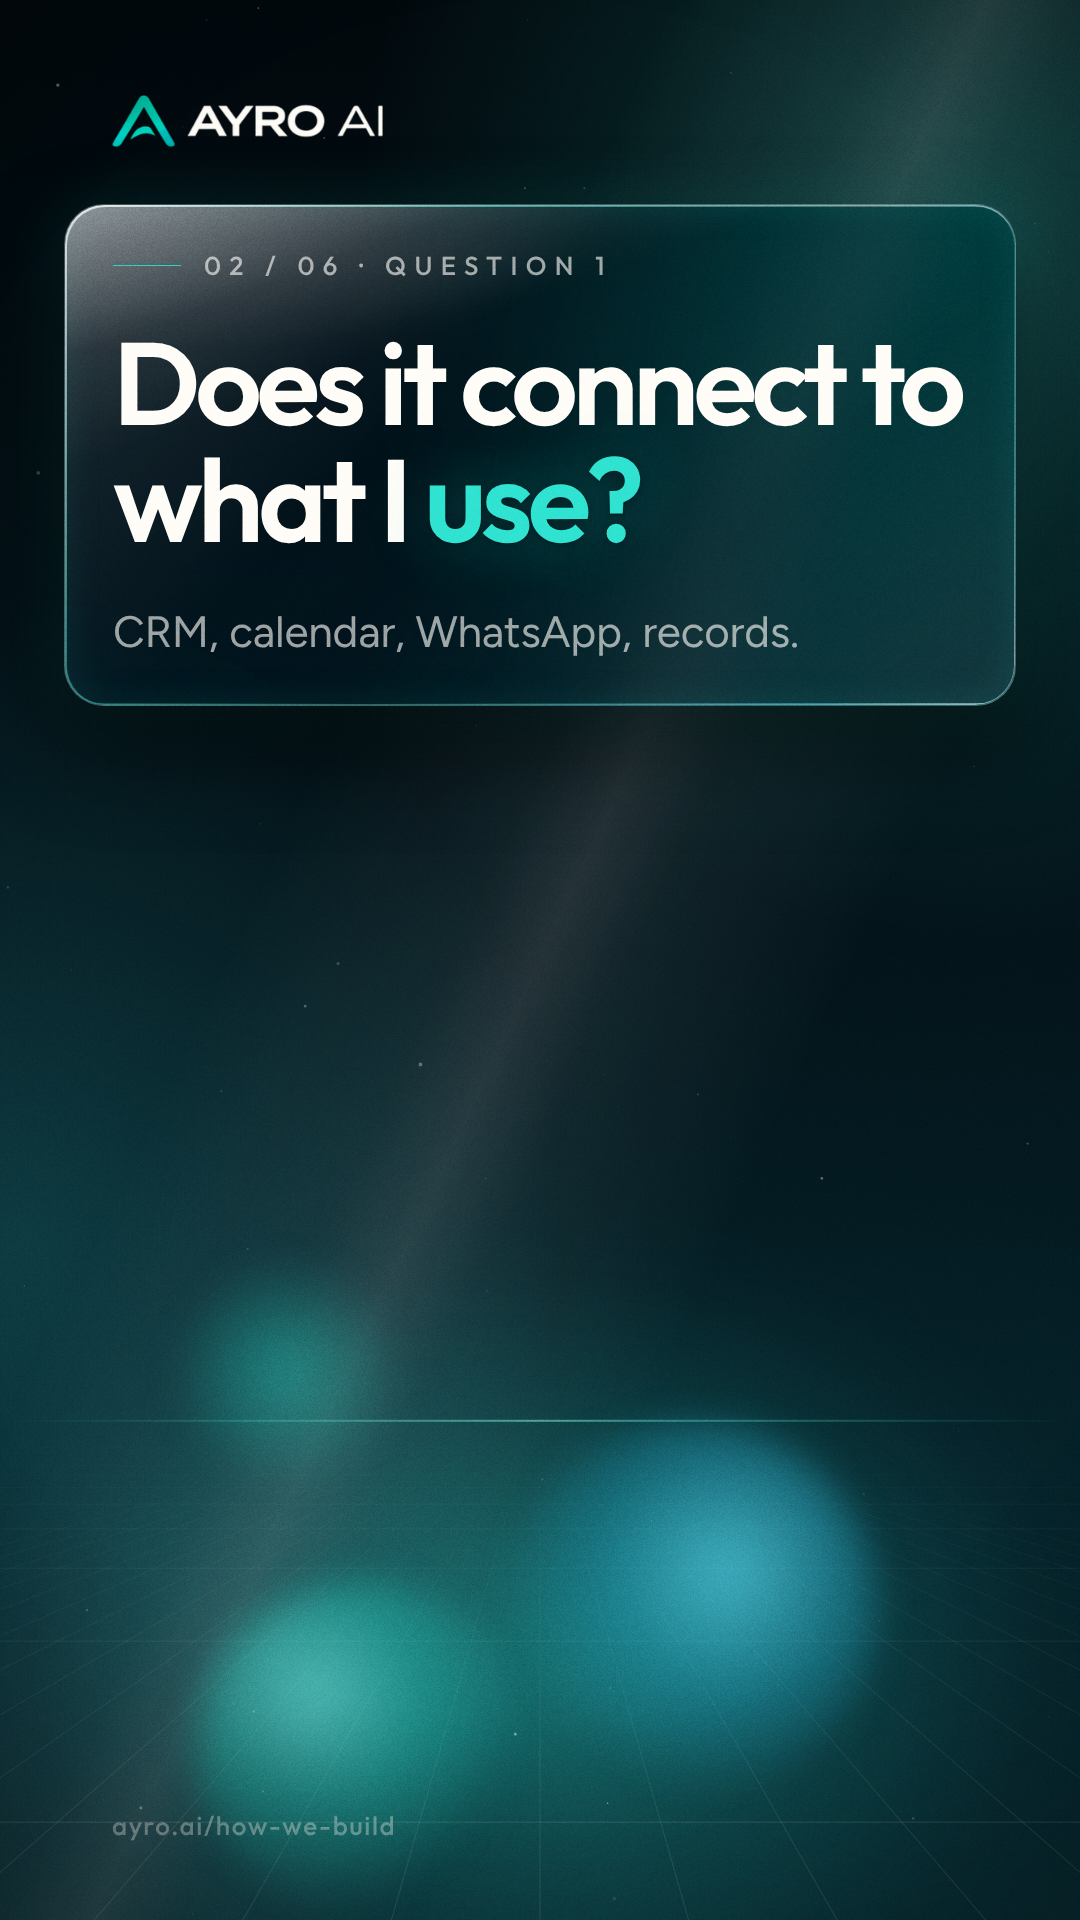 AYRO AI
02 / 06 · QUESTION 1
Does it connect to
what I use?
CRM, calendar, WhatsApp, records.
ayro.ai/how-we-build